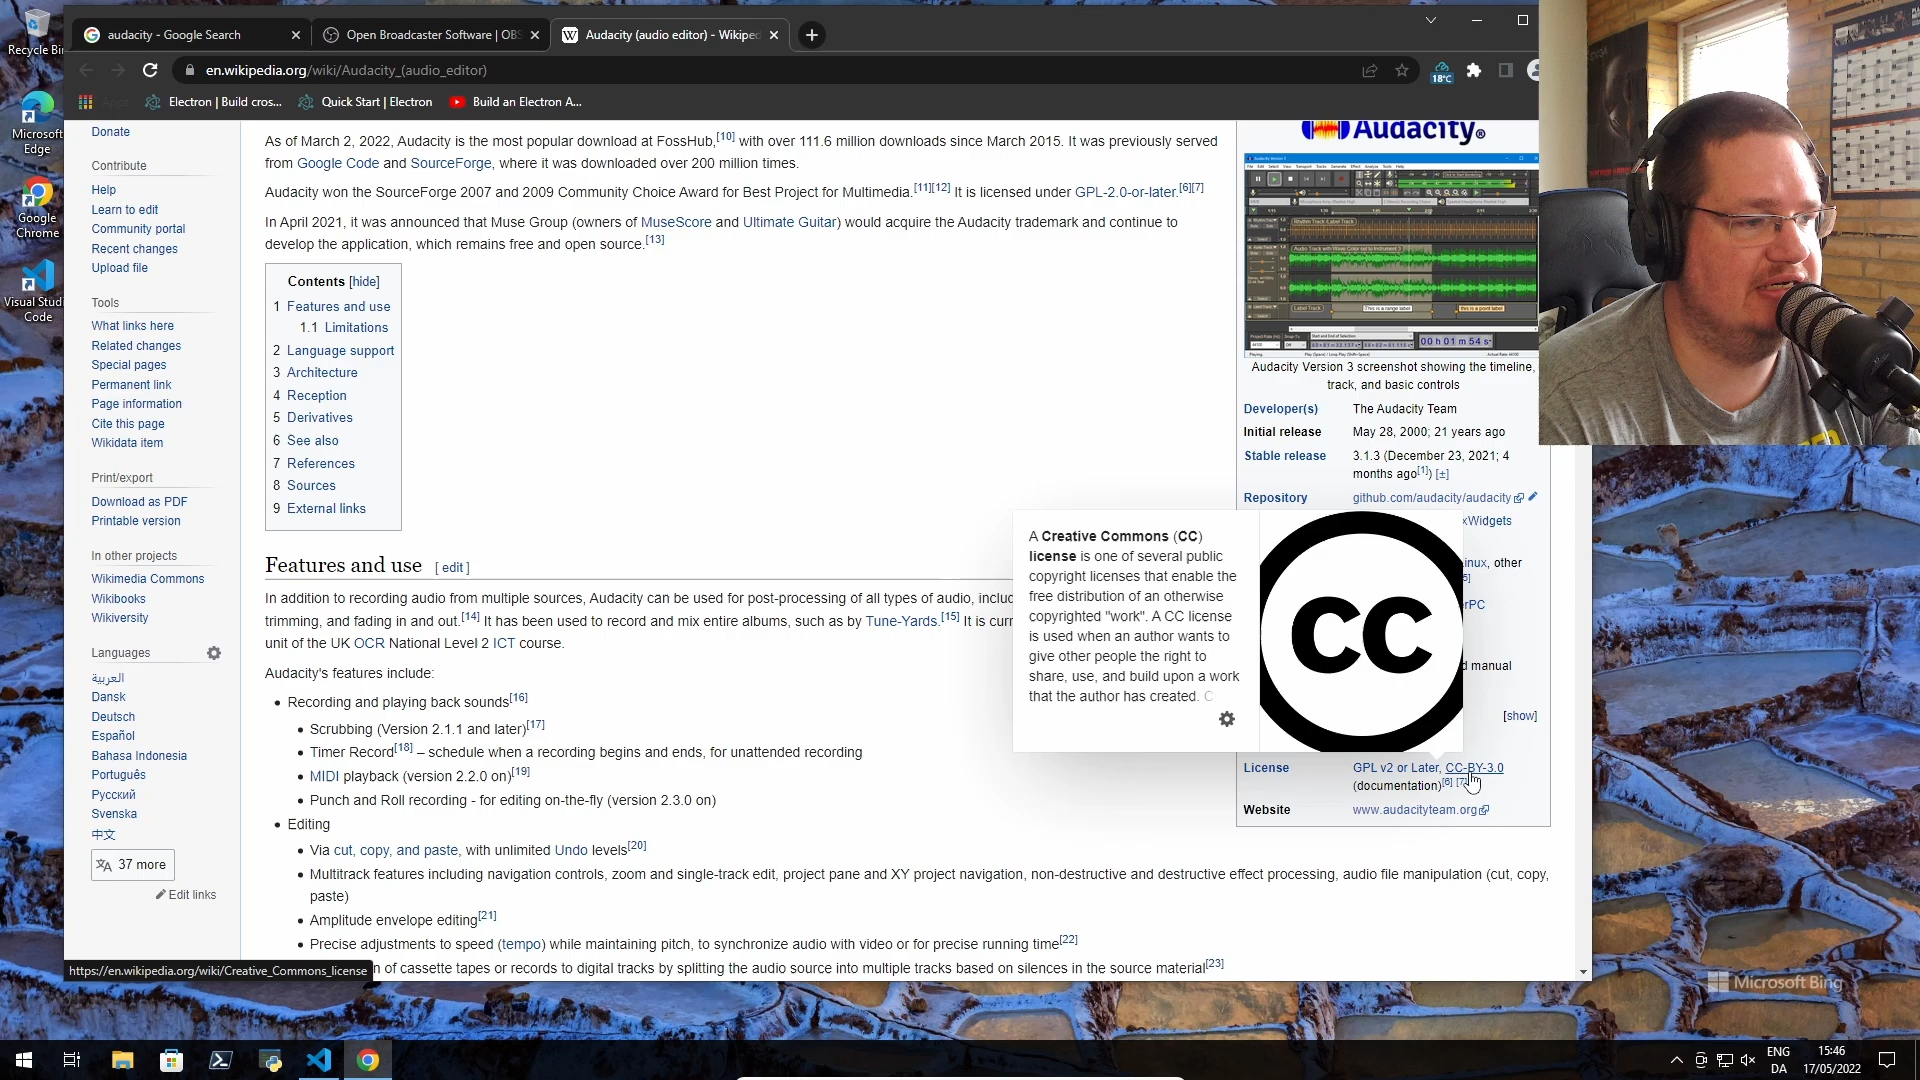 Recycle Bin
Microsoft Edge
Google Chrome
Visual Studi
Code
audacity - Google Search
Open Broadcaster Software | OBS
Audacity (audio editor) - Wikiped
en.wikipedia.org/wiki/Audacity_(audio_editor)
18°C
Apps
Electron | Build cros...
Quick Start | Electron
Build an Electron A...
Donate
Contribute
Help
Learn to edit
Community portal
Recent changes
Upload file
Tools
What links here
Related changes
Special pages
Permanent link
Page information
Cite this page
Wikidata item
Print/export
Download as PDF
Printable version
In other projects
Wikimedia Commons
Wikibooks
Wikiversity
Languages
العربية
Dansk
Deutsch
Español
Bahasa Indonesia
Português
Русский
Svenska
中文
37 more
Edit links
As of March 2, 2022, Audacity is the most popular download at FossHub,[10] with over 111.6 million downloads since March 2015. It was previously served
from Google Code and SourceForge, where it was downloaded over 200 million times.
Audacity won the SourceForge 2007 and 2009 Community Choice Award for Best Project for Multimedia.[11][12] It is licensed under GPL-2.0-or-later.[6][7]
In April 2021, it was announced that Muse Group (owners of MuseScore and Ultimate Guitar) would acquire the Audacity trademark and continue to
develop the application, which remains free and open source.[13]
Contents [hide]
1 Features and use
1.1 Limitations
2 Language support
3 Architecture
4 Reception
5 Derivatives
6 See also
7 References
8 Sources
9 External links
Features and use [ edit ]
In addition to recording audio from multiple sources, Audacity can be used for post-processing of all types of audio, includ
trimming, and fading in and out.[14] It has been used to record and mix entire albums, such as by Tune-Yards.[15] It is curr
unit of the UK OCR National Level 2 ICT course.
Audacity's features include:
• Recording and playing back sounds[16]
• Scrubbing (Version 2.1.1 and later)[17]
• Timer Record[18] – schedule when a recording begins and ends, for unattended recording
• MIDI playback (version 2.2.0 on)[19]
• Punch and Roll recording - for editing on-the-fly (version 2.3.0 on)
• Editing
• Via cut, copy, and paste, with unlimited Undo levels[20]
• Multitrack features including navigation controls, zoom and single-track edit, project pane and XY project navigation, non-destructive and destructive effect processing, audio file manipulation (cut, copy,
paste)
• Amplitude envelope editing[21]
• Precise adjustments to speed (tempo) while maintaining pitch, to synchronize audio with video or for precise running time[22]
n of cassette tapes or records to digital tracks by splitting the audio source into multiple tracks based on silences in the source material[23]
https://en.wikipedia.org/wiki/Creative_Commons_license
Audacity®
This is a range label
this is a point label
00 h 01 m 54 s
Audacity Version 3 screenshot showing the timeline,
track, and basic controls
Developer(s) The Audacity Team
Initial release May 28, 2000; 21 years ago
Stable release 3.1.3 (December 23, 2021; 4
months ago[1]) [±]
Repository github.com/audacity/audacity
xWidgets
inux, other
rPC
d manual
[show]
A Creative Commons (CC)
license is one of several public
copyright licenses that enable the
free distribution of an otherwise
copyrighted "work". A CC license
is used when an author wants to
give other people the right to
share, use, and build upon a work
that the author has created. C
CC
License GPL v2 or Later, CC-BY-3.0
(documentation)[6] [7]
Website www.audacityteam.org
Microsoft Bing
ENG
DA
15:46
17/05/2022